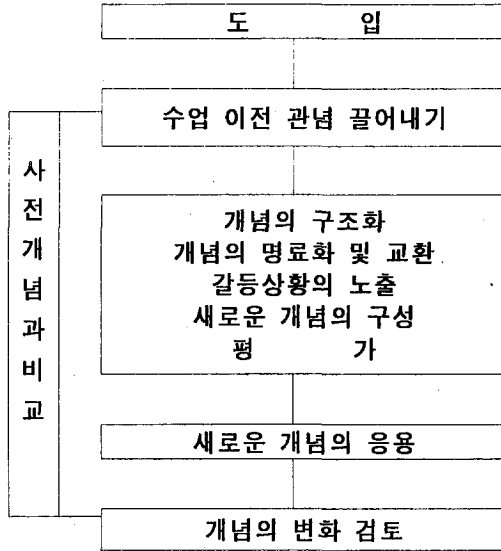 도 입
수업 이전 관념 끌어내기
사전개념과비교
개념의 구조화
개념의 명료화 및 교환
갈등상황의 노출
새로운 개념의 구성
평 가
새로운 개념의 응용
개념의 변화 검토